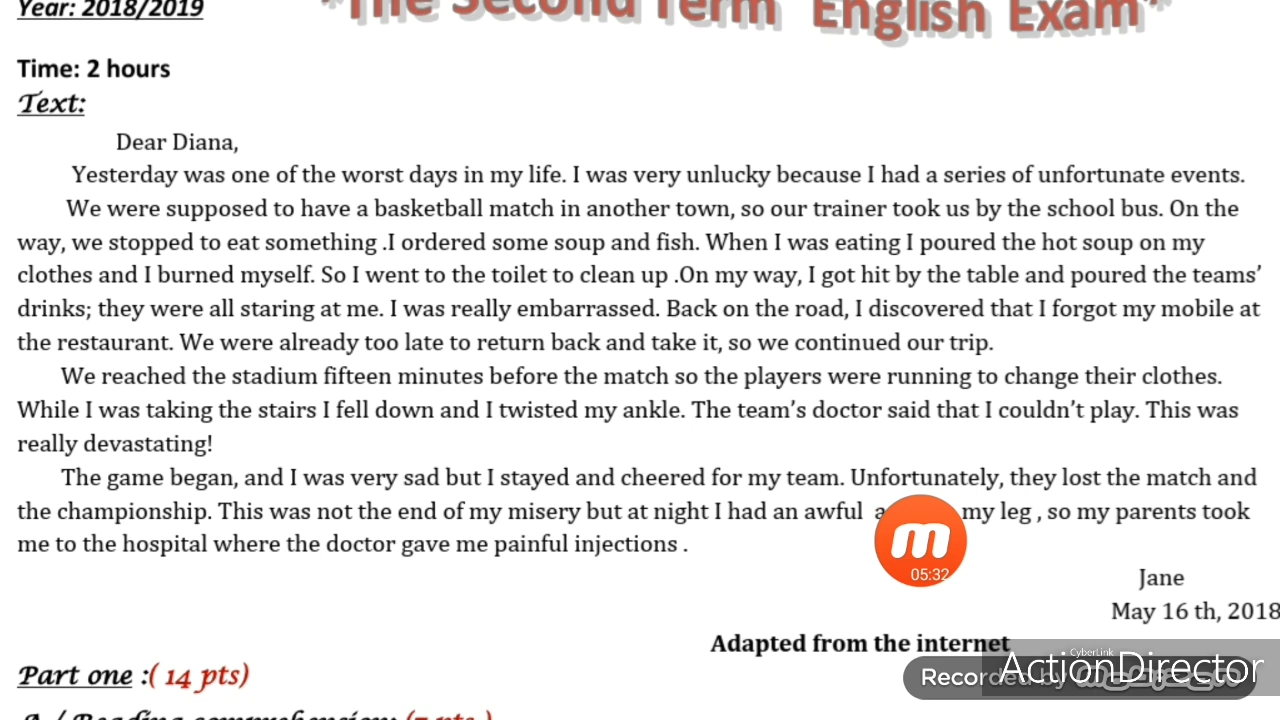 Year: 2018/2019
*The Second Term English Exam*
Time: 2 hours
Text:
Dear Diana,
Yesterday was one of the worst days in my life. I was very unlucky because I had a series of unfortunate events.
We were supposed to have a basketball match in another town, so our trainer took us by the school bus. On the
way, we stopped to eat something .I ordered some soup and fish. When I was eating I poured the hot soup on my
clothes and I burned myself. So I went to the toilet to clean up .On my way, I got hit by the table and poured the teams’
drinks; they were all staring at me. I was really embarrassed. Back on the road, I discovered that I forgot my mobile at
the restaurant. We were already too late to return back and take it, so we continued our trip.
We reached the stadium fifteen minutes before the match so the players were running to change their clothes.
While I was taking the stairs I fell down and I twisted my ankle. The team’s doctor said that I couldn’t play. This was
really devastating!
The game began, and I was very sad but I stayed and cheered for my team. Unfortunately, they lost the match and
the championship. This was not the end of my misery but at night I had an awful my leg , so my parents took
me to the hospital where the doctor gave me painful injections .
m
05:32
Jane
May 16 th, 2018
Adapted from the internet
Part one :( 14 pts)
CyberLink
ActionDirector
Recorded by
A / Reading comprehension: (7 pts )